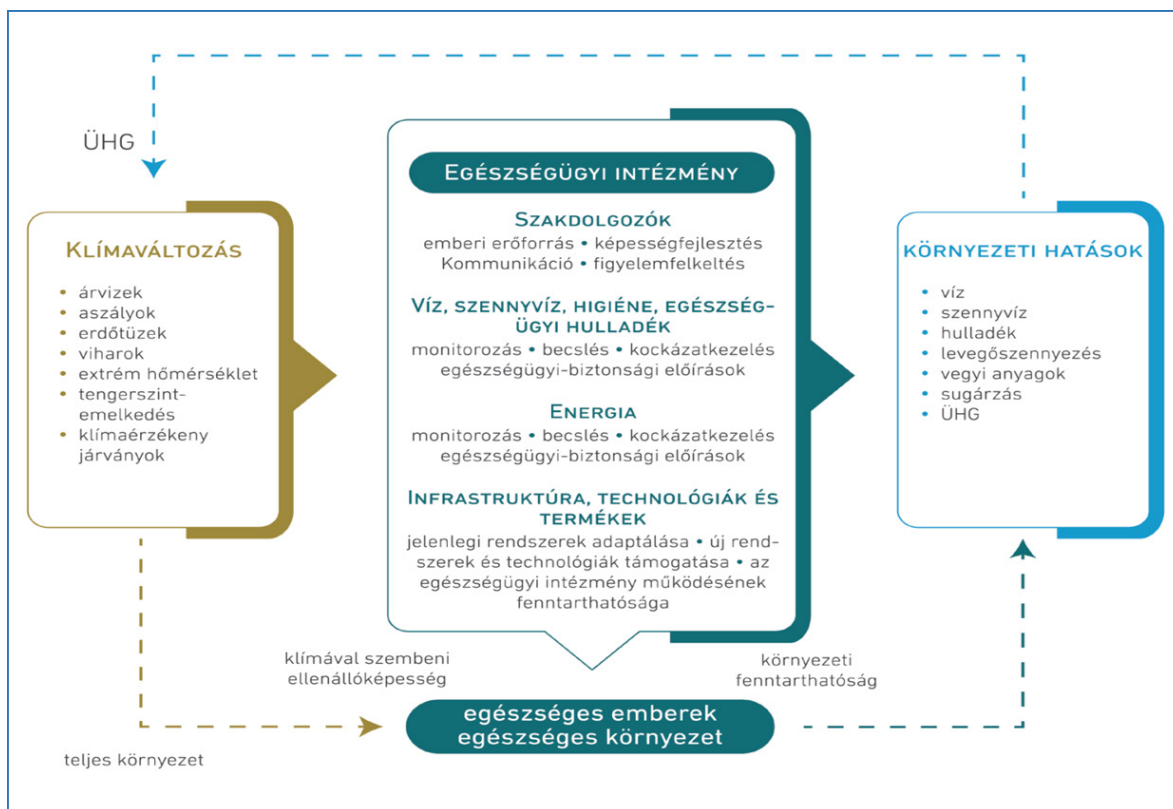 ÜHG
KLÍMAVÁLTOZÁS
• árvizek
• aszályok
• erdőtüzek
• viharok
• extrém hőmérséklet
• tengerszint-
emelkedés
• klímaérzékeny
járványok
EGÉSZSÉGÜGYI INTÉZMÉNY
SZAKDOLGOZÓK
emberi erőforrás • képességfejlesztés
Kommunikáció • figyelemfelkeltés
VÍZ, SZENNYVÍZ, HIGIÉNE, EGÉSZSÉG-
ÜGYI HULLADÉK
monitorozás • becslés • kockázatkezelés
egészségügyi-biztonsági előírások
ENERGIA
monitorozás • becslés • kockázatkezelés
egészségügyi-biztonsági előírások
INFRASTRUKTÚRA, TECHNOLÓGIÁK ÉS
TERMÉKEK
jelenlegi rendszerek adaptálása • új rend-
szerek és technológiák támogatása • az
egészségügyi intézmény működésének
fenntarthatósága
KÖRNYEZETI HATÁSOK
• víz
• szennyvíz
• hulladék
• levegőszennyezés
• vegyi anyagok
• sugárzás
• ÜHG
klímával szembeni
ellenállóképesség
környezeti
fenntarthatóság
egészséges emberek
egészséges környezet
teljes környezet